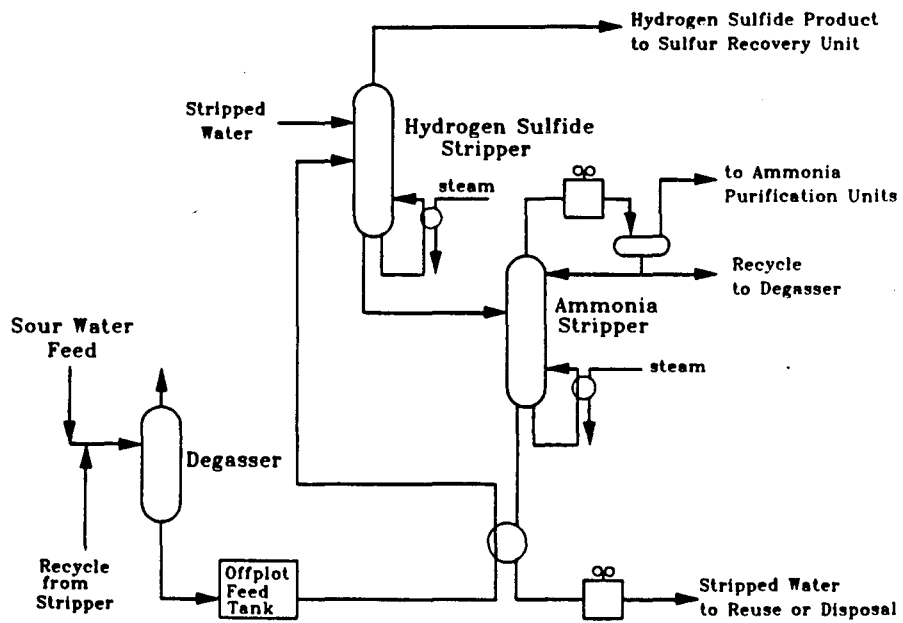 Hydrogen Sulfide Product
to Sulfur Recovery Unit
Stripped
Water
Hydrogen Sulfide
Stripper
steam
to Ammonia
Purification Units
Recycle
to Degasser
Ammonia
Stripper
steam
Sour Water
Feed
Degasser
Recycle
from
Stripper
Offplot
Feed
Tank
Stripped Water
to Reuse or Disposal